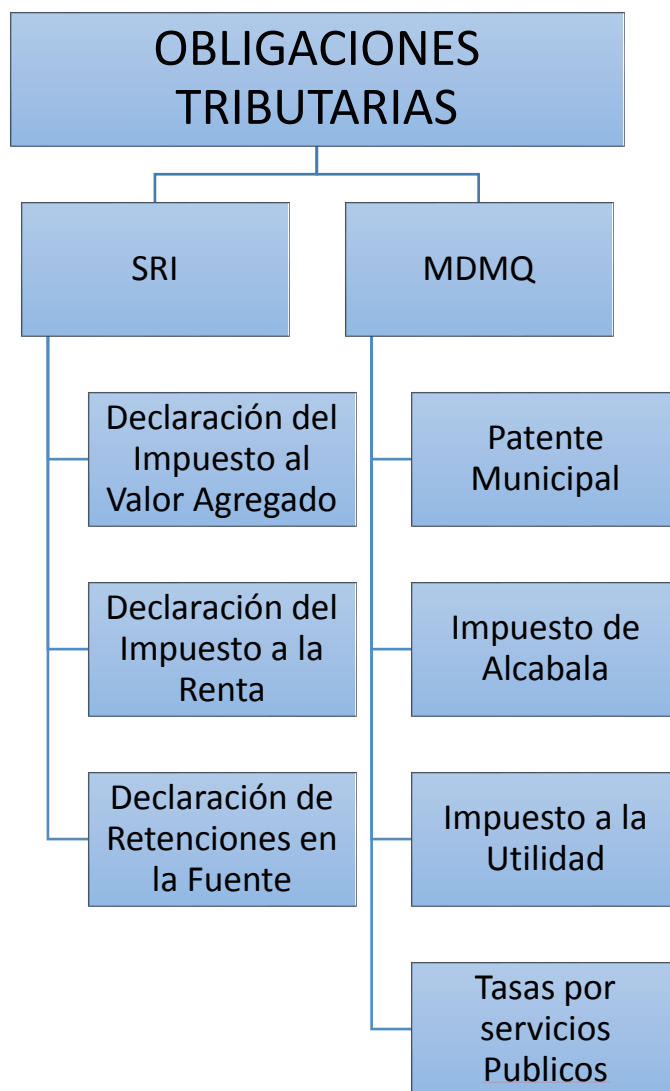 OBLIGACIONES
TRIBUTARIAS
SRI
MDMQ
Declaración del
Impuesto al
Valor Agregado
Declaración del
Impuesto a la
Renta
Declaración de
Retenciones en
la Fuente
Patente
Municipal
Impuesto de
Alcabala
Impuesto a la
Utilidad
Tasas por
servicios
Publicos